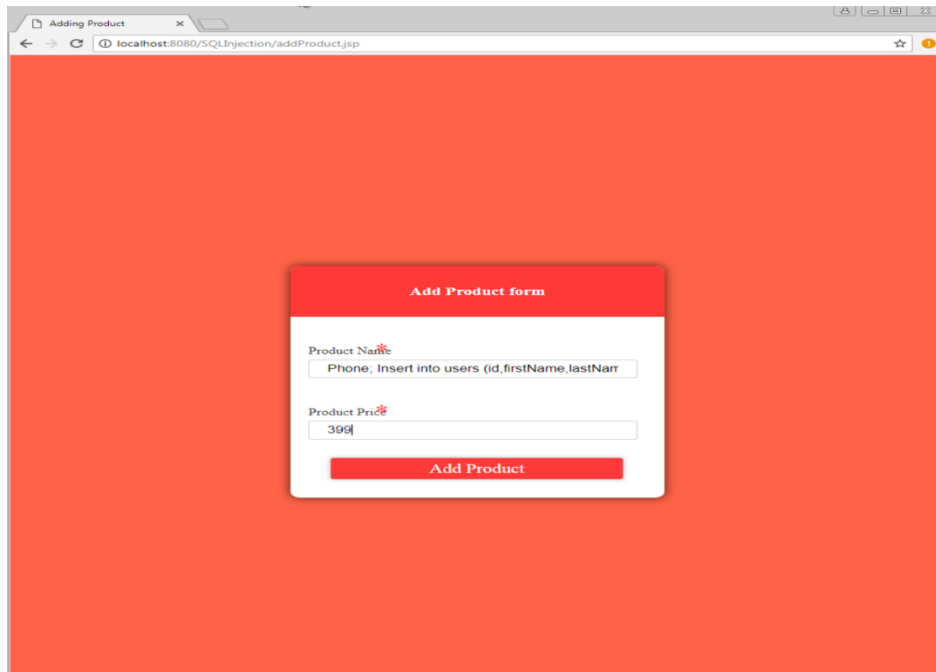 Adding Product
localhost:8080/SQLInjection/addProduct.jsp
Add Product form
Product Name*
Phone; Insert into users (id,firstName,lastNam
Product Price*
399
Add Product